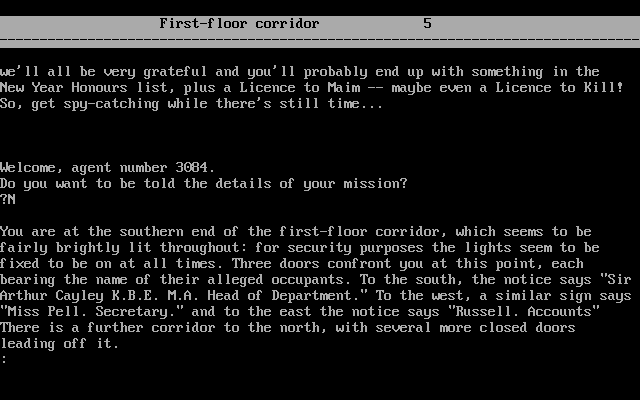 First-floor corridor 5
--------------------------------------------------------------------------------
we'll all be very grateful and you'll probably end up with something in the
New Year Honours list, plus a Licence to Maim -- maybe even a Licence to Kill!
So, get spy-catching while there's still time...
Welcome, agent number 3084.
Do you want to be told the details of your mission?
?N
You are at the southern end of the first-floor corridor, which seems to be
fairly brightly lit throughout: for security purposes the lights seem to be
fixed to be on at all times. Three doors confront you at this point, each
bearing the name of their alleged occupants. To the south, the notice says "Sir
Arthur Cayley K.B.E. M.A. Head of Department." To the west, a similar sign says
"Miss Pell. Secretary." and to the east the notice says "Russell. Accounts"
There is a further corridor to the north, with several more closed doors
leading off it.
: